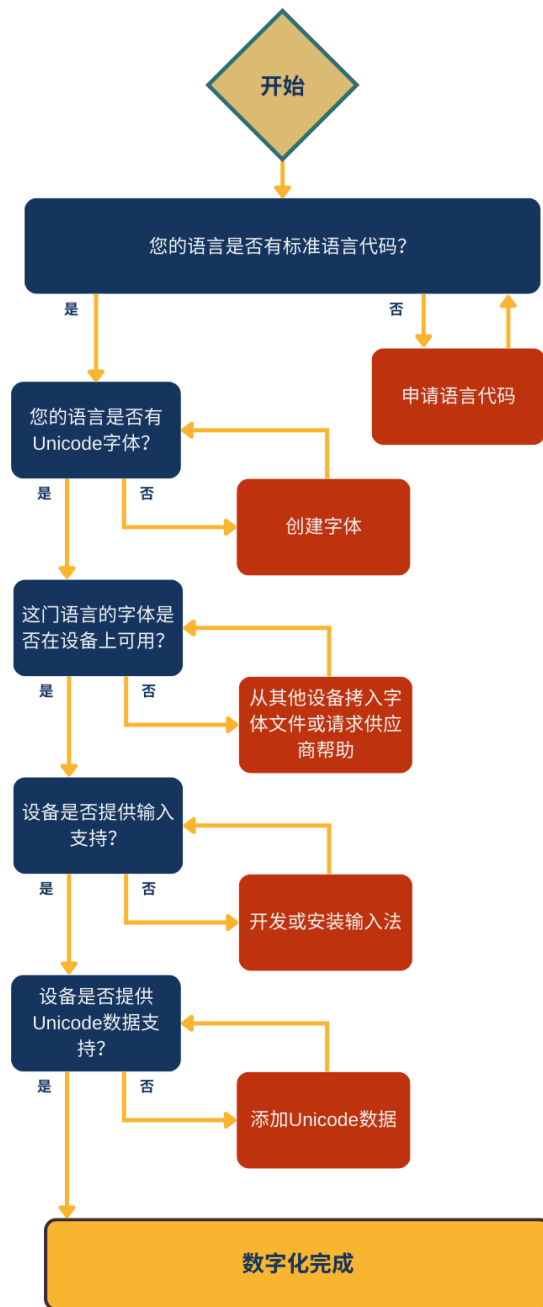 开始
您的语言是否有标准语言代码？
是
否
申请语言代码
您的语言是否有
Unicode字体？
是
否
创建字体
这门语言的字体是
否在设备上可用？
是
否
从其他设备拷入字
体文件或请求供应
商帮助
设备是否提供输入
支持？
是
否
开发或安装输入法
设备是否提供
Unicode数据支
持？
是
否
添加Unicode数据
数字化完成